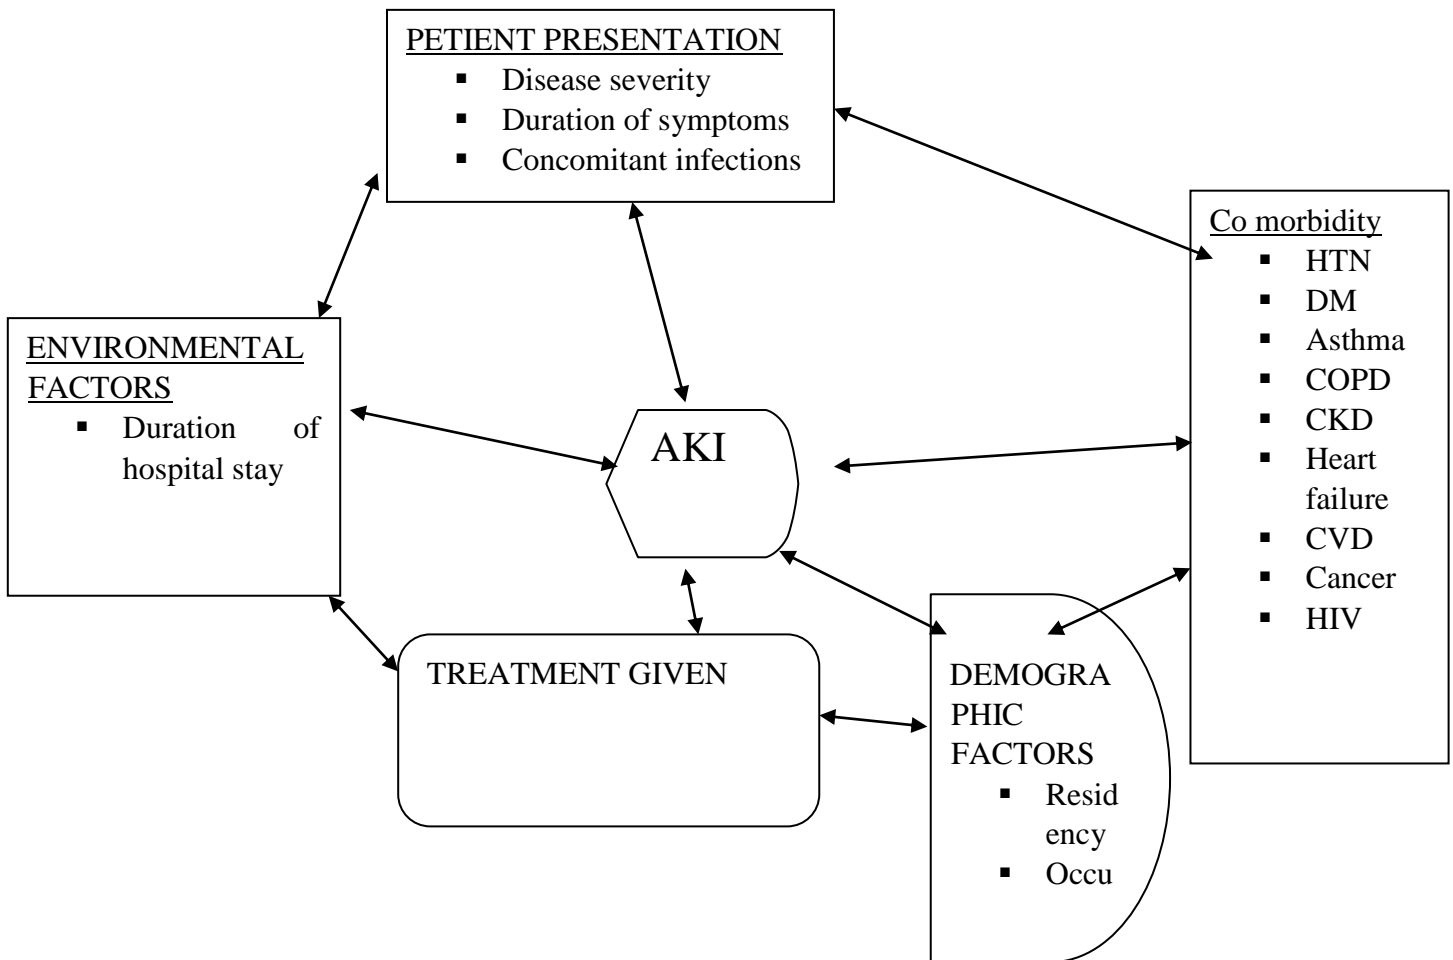 PETIENT PRESENTATION
▪ Disease severity
▪ Duration of symptoms
▪ Concomitant infections
Co morbidity
▪ HTN
▪ DM
▪ Asthma
▪ COPD
▪ CKD
▪ Heart
failure
▪ CVD
▪ Cancer
▪ HIV
ENVIRONMENTAL
FACTORS
▪ Duration of
hospital stay
AKI
TREATMENT GIVEN
DEMOGRA
PHIC
FACTORS
▪ Resid
ency
▪ Occu